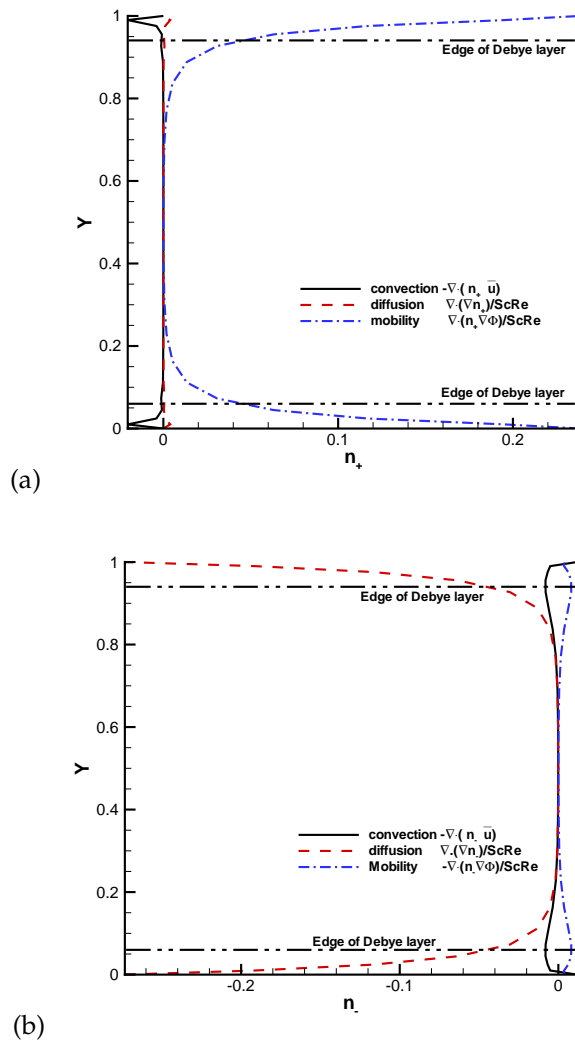 1
Edge of Debye layer
0.8
0.6
Y
0.4
convection -∇·( n₊ ū)
diffusion ∇·(∇n₊)/ScRe
mobility ∇·(n₊∇Φ)/ScRe
0.2
Edge of Debye layer
0
0 0.1 0.2
n₊
(a)
1
Edge of Debye layer
0.8
0.6
Y
0.4
convection -∇·( n₋ ū)
diffusion ∇·(∇n₋)/ScRe
Mobility -∇·(n₋∇Φ)/ScRe
0.2
Edge of Debye layer
0
-0.2 -0.1 0
n₋
(b)